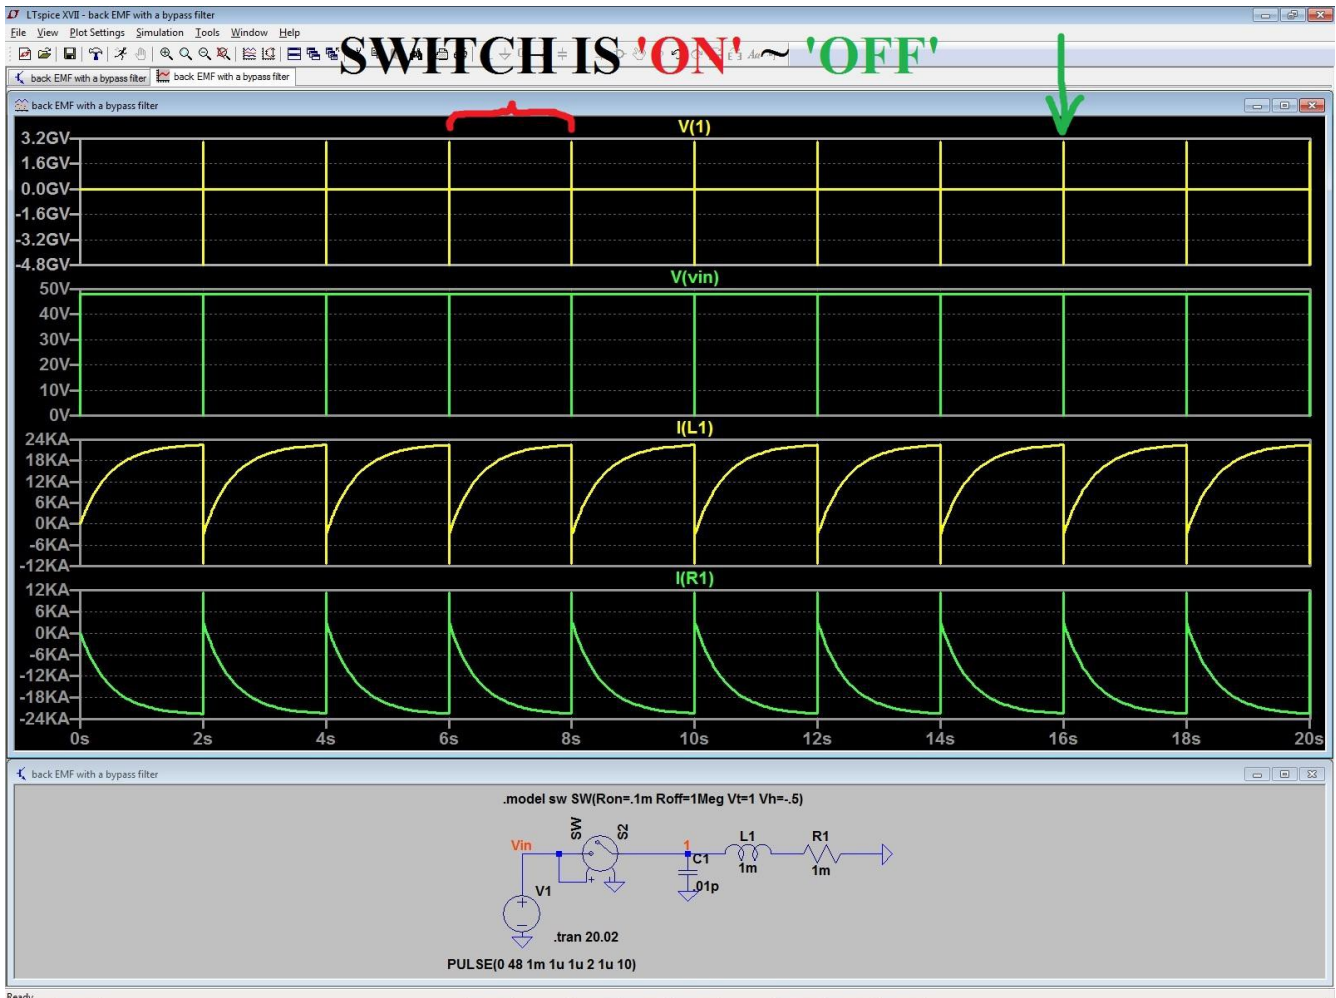 LTspice XVII - back EMF with a bypass filter
File View Plot Settings Simulation Tools Window Help
SWITCH IS 'ON' ~ 'OFF'
back EMF with a bypass filter back EMF with a bypass filter
back EMF with a bypass filter
V(1)
3.2GV
1.6GV
0.0GV
-1.6GV
-3.2GV
-4.8GV
V(vin)
50V
40V
30V
20V
10V
0V
I(L1)
24KA
18KA
12KA
6KA
0KA
-6KA
-12KA
I(R1)
12KA
6KA
0KA
-6KA
-12KA
-18KA
-24KA
0s 2s 4s 6s 8s 10s 12s 14s 16s 18s 20s
back EMF with a bypass filter
.model sw SW(Ron=.1m Roff=1Meg Vt=1 Vh=-.5)
SW S2
Vin 1 L1 R1
C1 1m 1m
V1 .01p
.tran 20.02
PULSE(0 48 1m 1u 1u 2 1u 10)
Ready